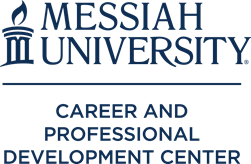 MESSIAH
UNIVERSITY®
CAREER AND
PROFESSIONAL
DEVELOPMENT CENTER